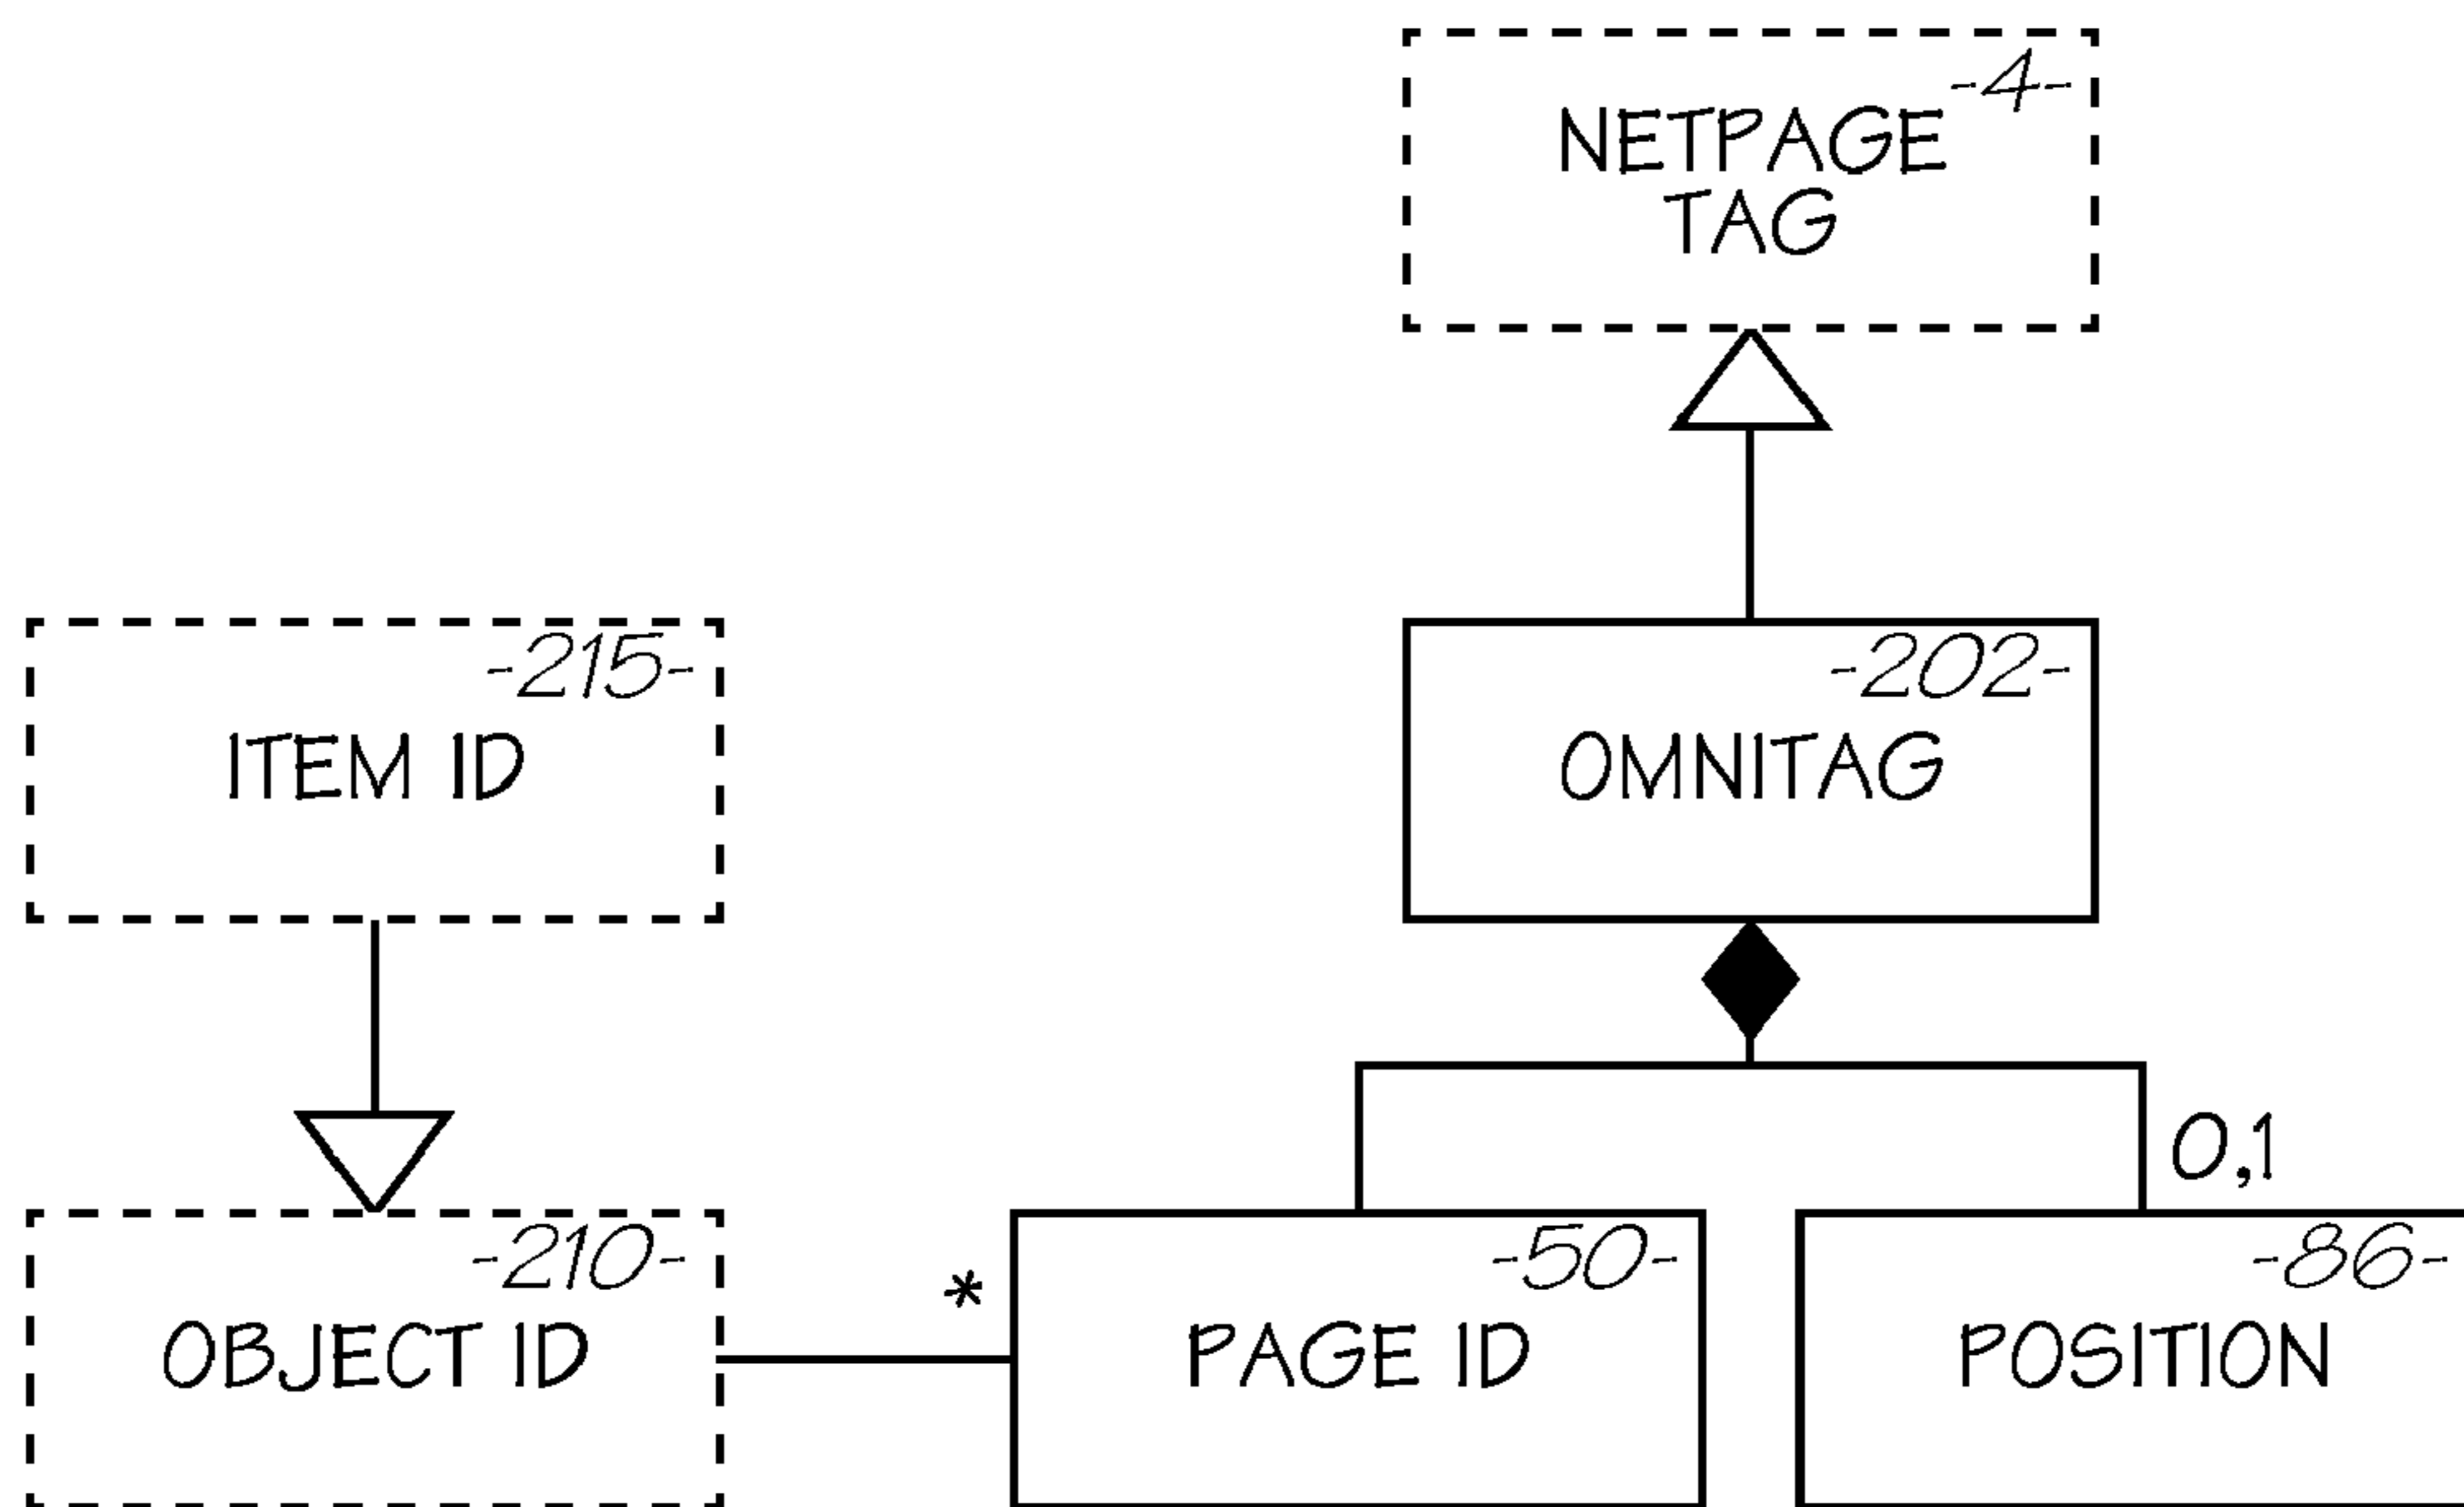 -4-
NETPAGE
TAG
-215-
ITEM ID
-202-
OMNITAG
0,1
-210-
OBJECT ID
*
-50-
PAGE ID
-86-
POSITION